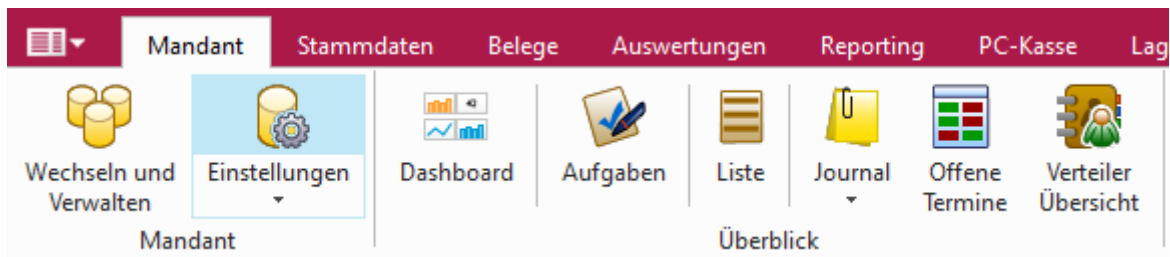 Mandant Stammdaten Belege Auswertungen Reporting PC-Kasse Lag
Wechseln und Verwalten
Einstellungen
Dashboard
Aufgaben
Liste
Journal
Offene Termine
Verteiler Übersicht
Mandant
Überblick